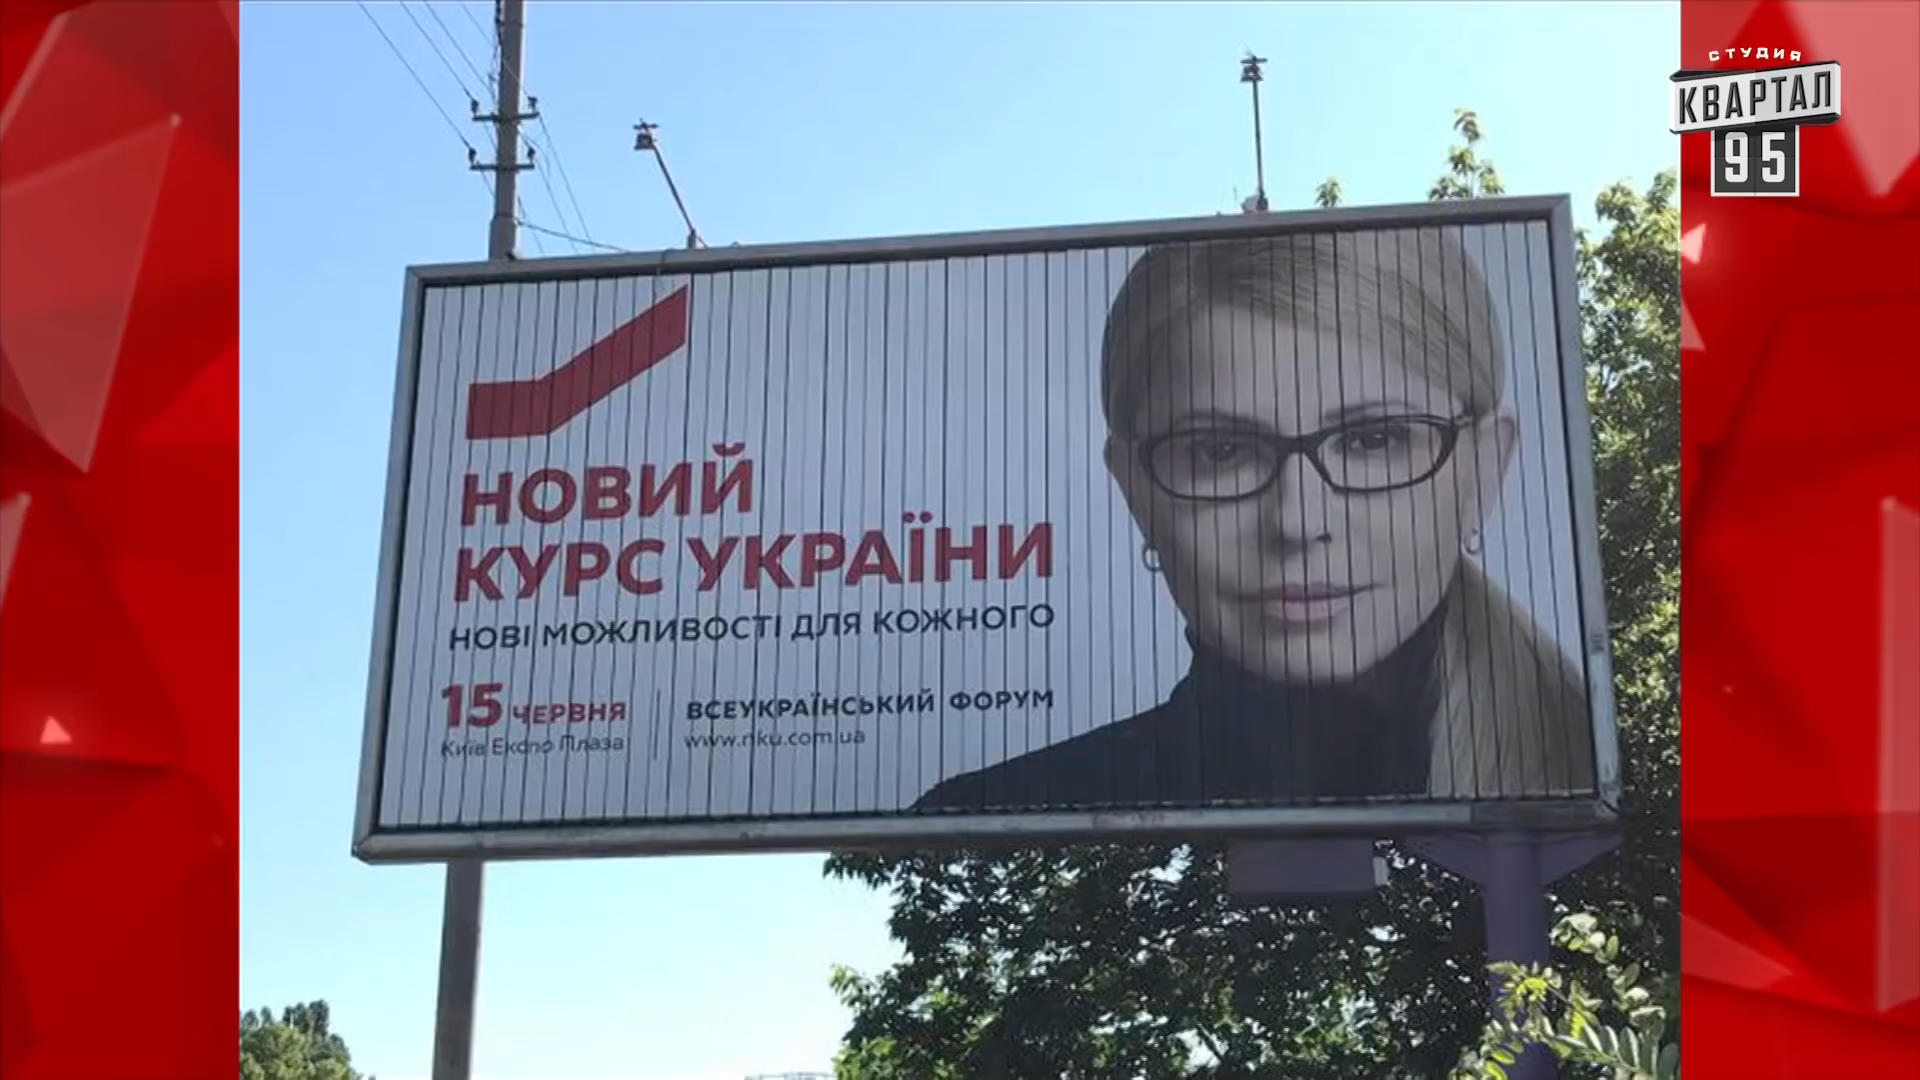 СТУДИЯ
КВАРТАЛ
95
НОВИЙ
КУРС УКРАЇНИ
НОВІ МОЖЛИВОСТІ ДЛЯ КОЖНОГО
15 ЧЕРВНЯ
Київ Експо Плаза
ВСЕУКРАЇНСЬКИЙ ФОРУМ
www.nku.com.ua